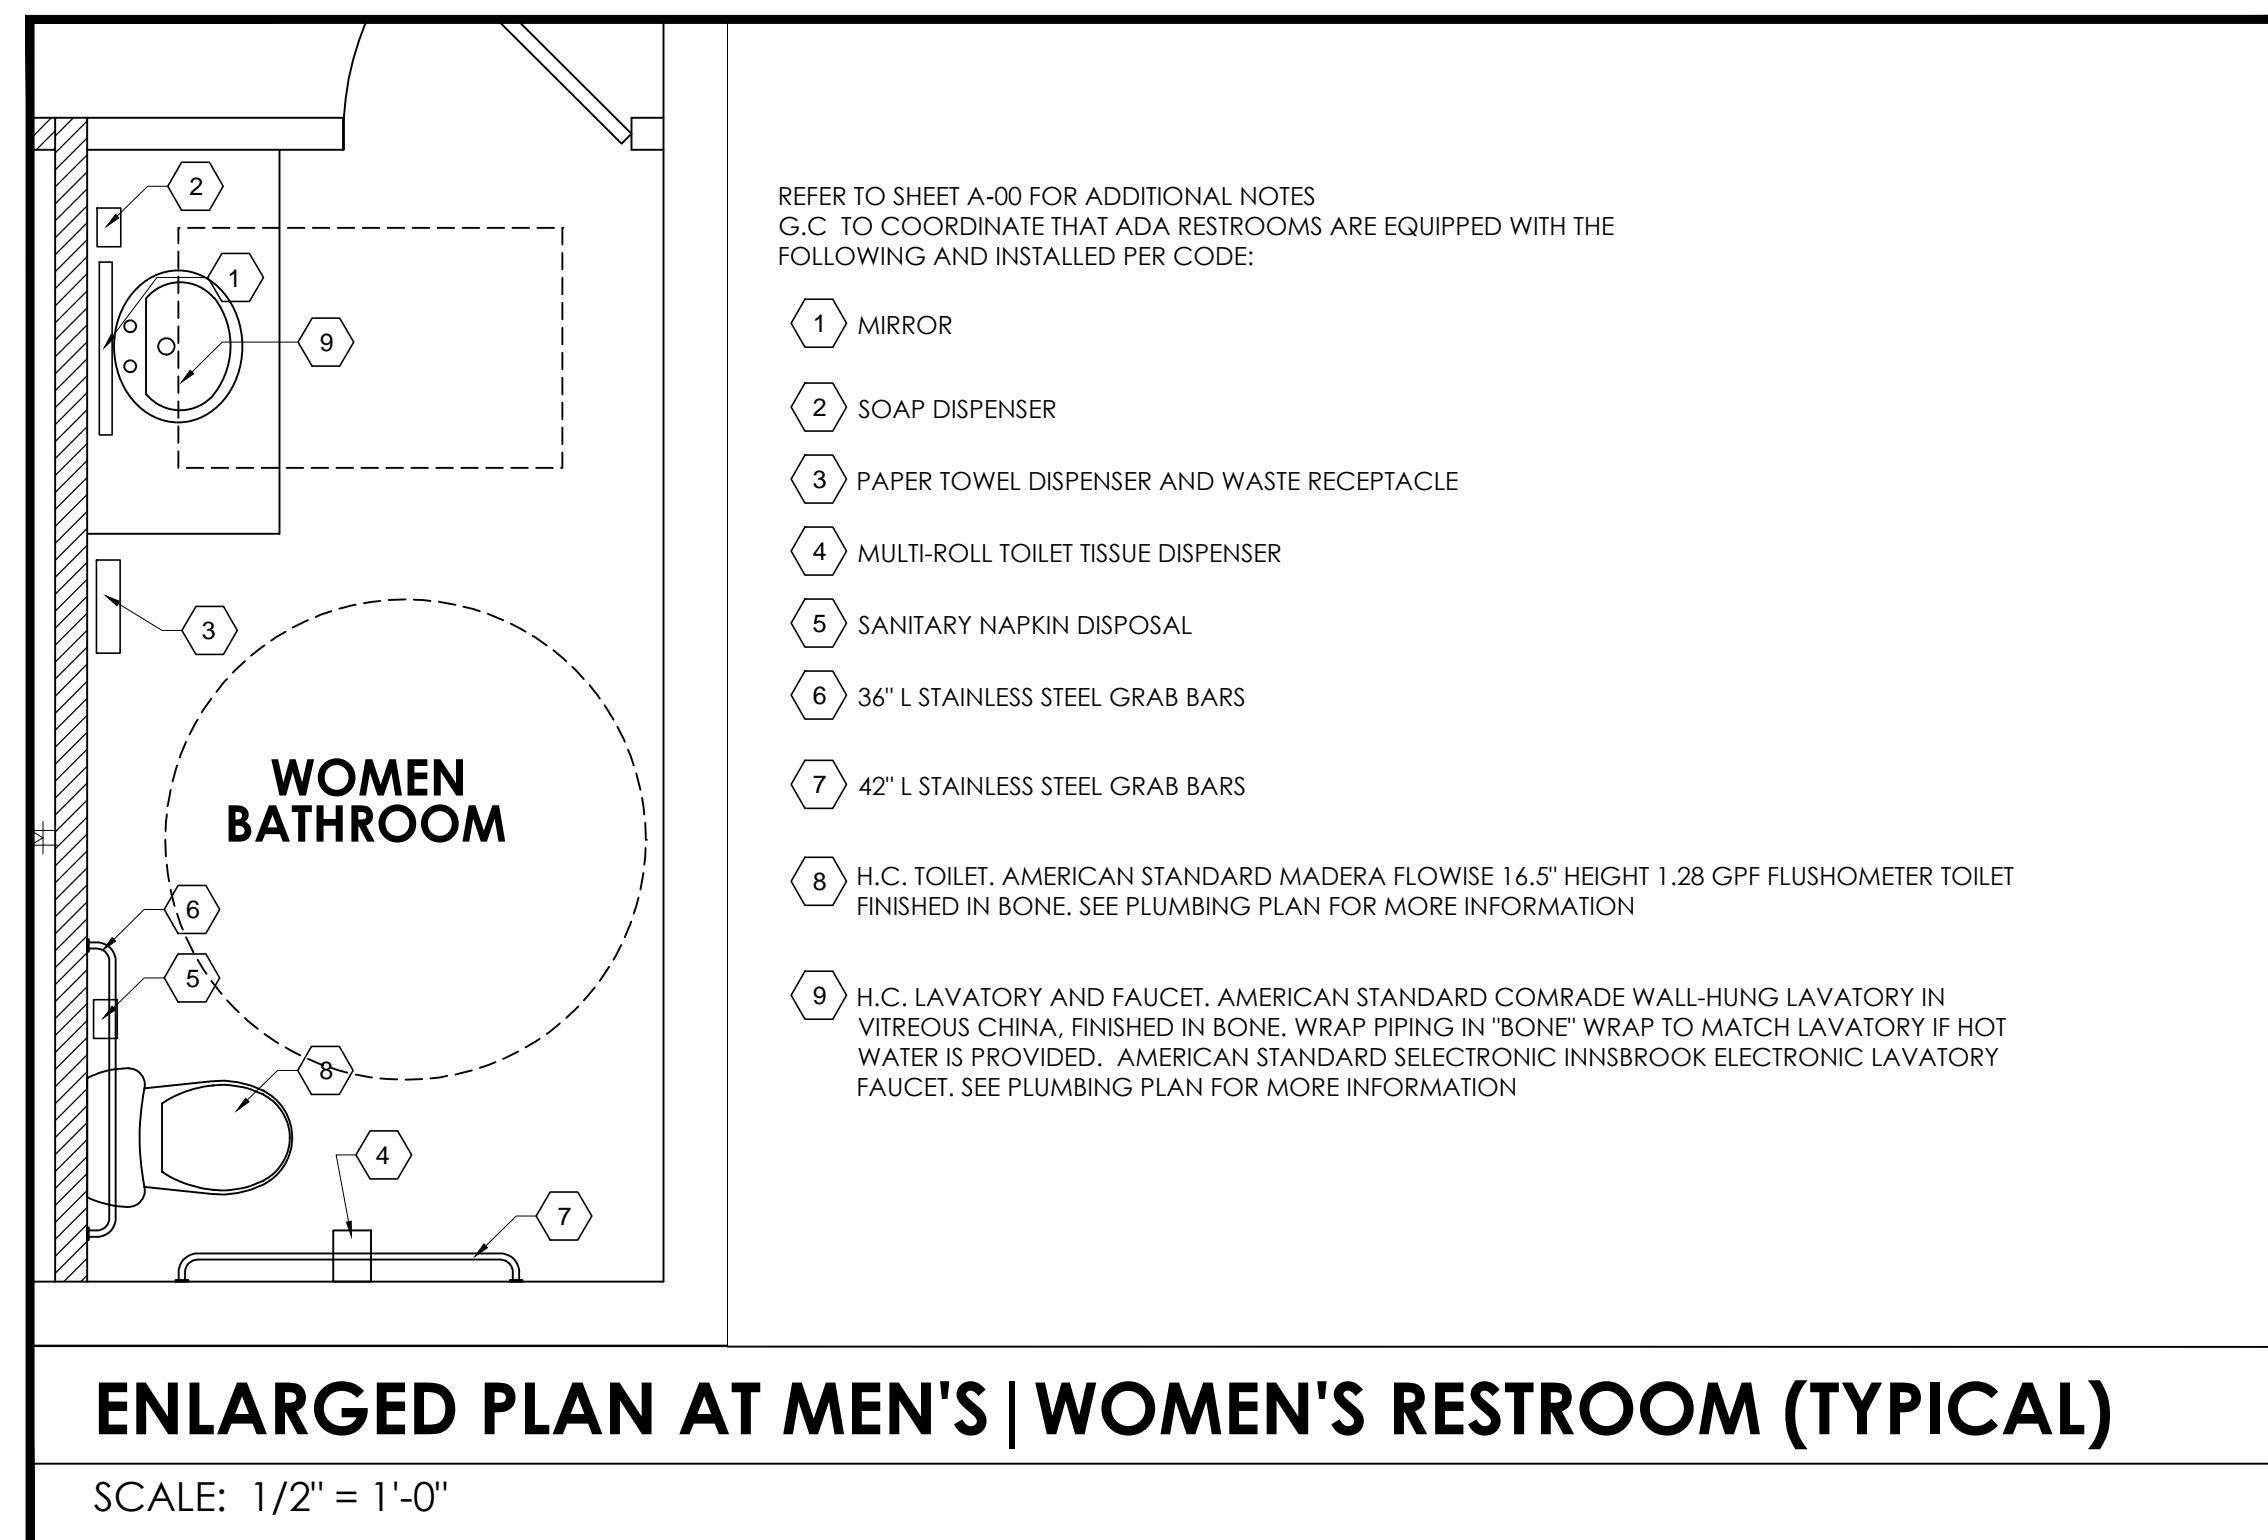 2
1
9
3
WOMEN
BATHROOM
6
5
8
4
7
REFER TO SHEET A-00 FOR ADDITIONAL NOTES
G.C TO COORDINATE THAT ADA RESTROOMS ARE EQUIPPED WITH THE
FOLLOWING AND INSTALLED PER CODE:
1 MIRROR
2 SOAP DISPENSER
3 PAPER TOWEL DISPENSER AND WASTE RECEPTACLE
4 MULTI-ROLL TOILET TISSUE DISPENSER
5 SANITARY NAPKIN DISPOSAL
6 36" L STAINLESS STEEL GRAB BARS
7 42" L STAINLESS STEEL GRAB BARS
8 H.C. TOILET. AMERICAN STANDARD MADERA FLOWISE 16.5" HEIGHT 1.28 GPF FLUSHOMETER TOILET
FINISHED IN BONE. SEE PLUMBING PLAN FOR MORE INFORMATION
9 H.C. LAVATORY AND FAUCET. AMERICAN STANDARD COMRADE WALL-HUNG LAVATORY IN
VITREOUS CHINA, FINISHED IN BONE. WRAP PIPING IN "BONE" WRAP TO MATCH LAVATORY IF HOT
WATER IS PROVIDED. AMERICAN STANDARD SELECTRONIC INNSBROOK ELECTRONIC LAVATORY
FAUCET. SEE PLUMBING PLAN FOR MORE INFORMATION
ENLARGED PLAN AT MEN'S|WOMEN'S RESTROOM (TYPICAL)
SCALE: 1/2" = 1'-0"